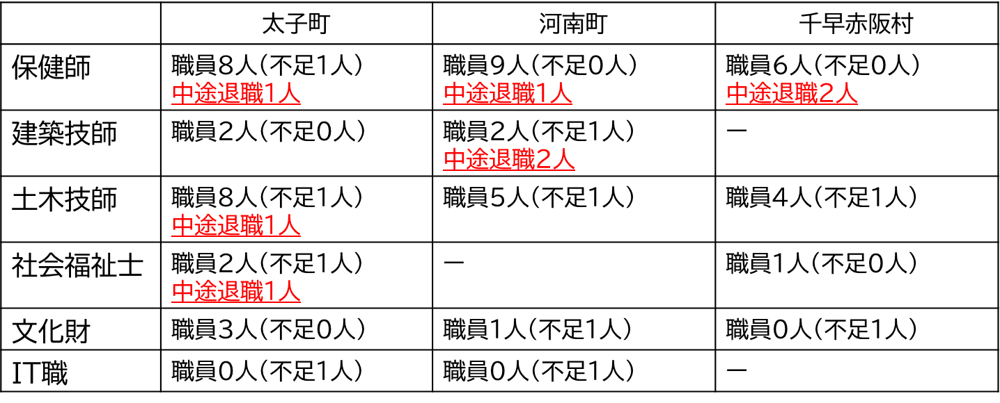 太子町 河南町 千早赤阪村
保健師 職員8人(不足1人) 職員9人(不足0人) 職員6人(不足0人)
中途退職1人 中途退職1人 中途退職2人
建築技師 職員2人(不足0人) 職員2人(不足1人) ー
中途退職2人
土木技師 職員8人(不足1人) 職員5人(不足1人) 職員4人(不足1人)
中途退職1人
社会福祉士 職員2人(不足1人) ー 職員1人(不足0人)
中途退職1人
文化財 職員3人(不足0人) 職員1人(不足1人) 職員0人(不足1人)
IT職 職員0人(不足1人) 職員0人(不足1人) ー